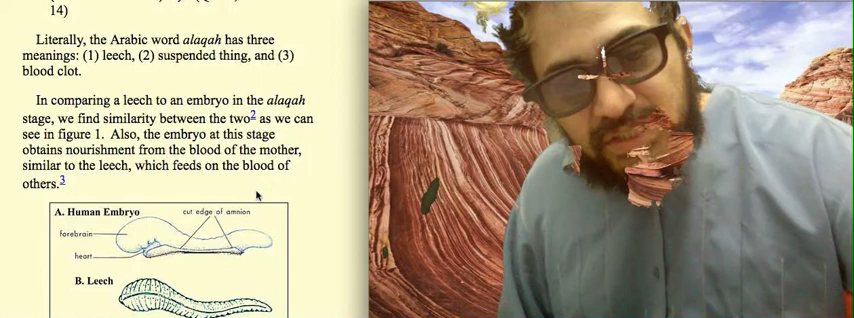 14)
Literally, the Arabic word alaqah has three
meanings: (1) leech, (2) suspended thing, and (3)
blood clot.
In comparing a leech to an embryo in the alaqah
stage, we find similarity between the two2 as we can
see in figure 1. Also, the embryo at this stage
obtains nourishment from the blood of the mother,
similar to the leech, which feeds on the blood of
others.3
A. Human Embryo
cut edge of amnion
forebrain
heart
B. Leech